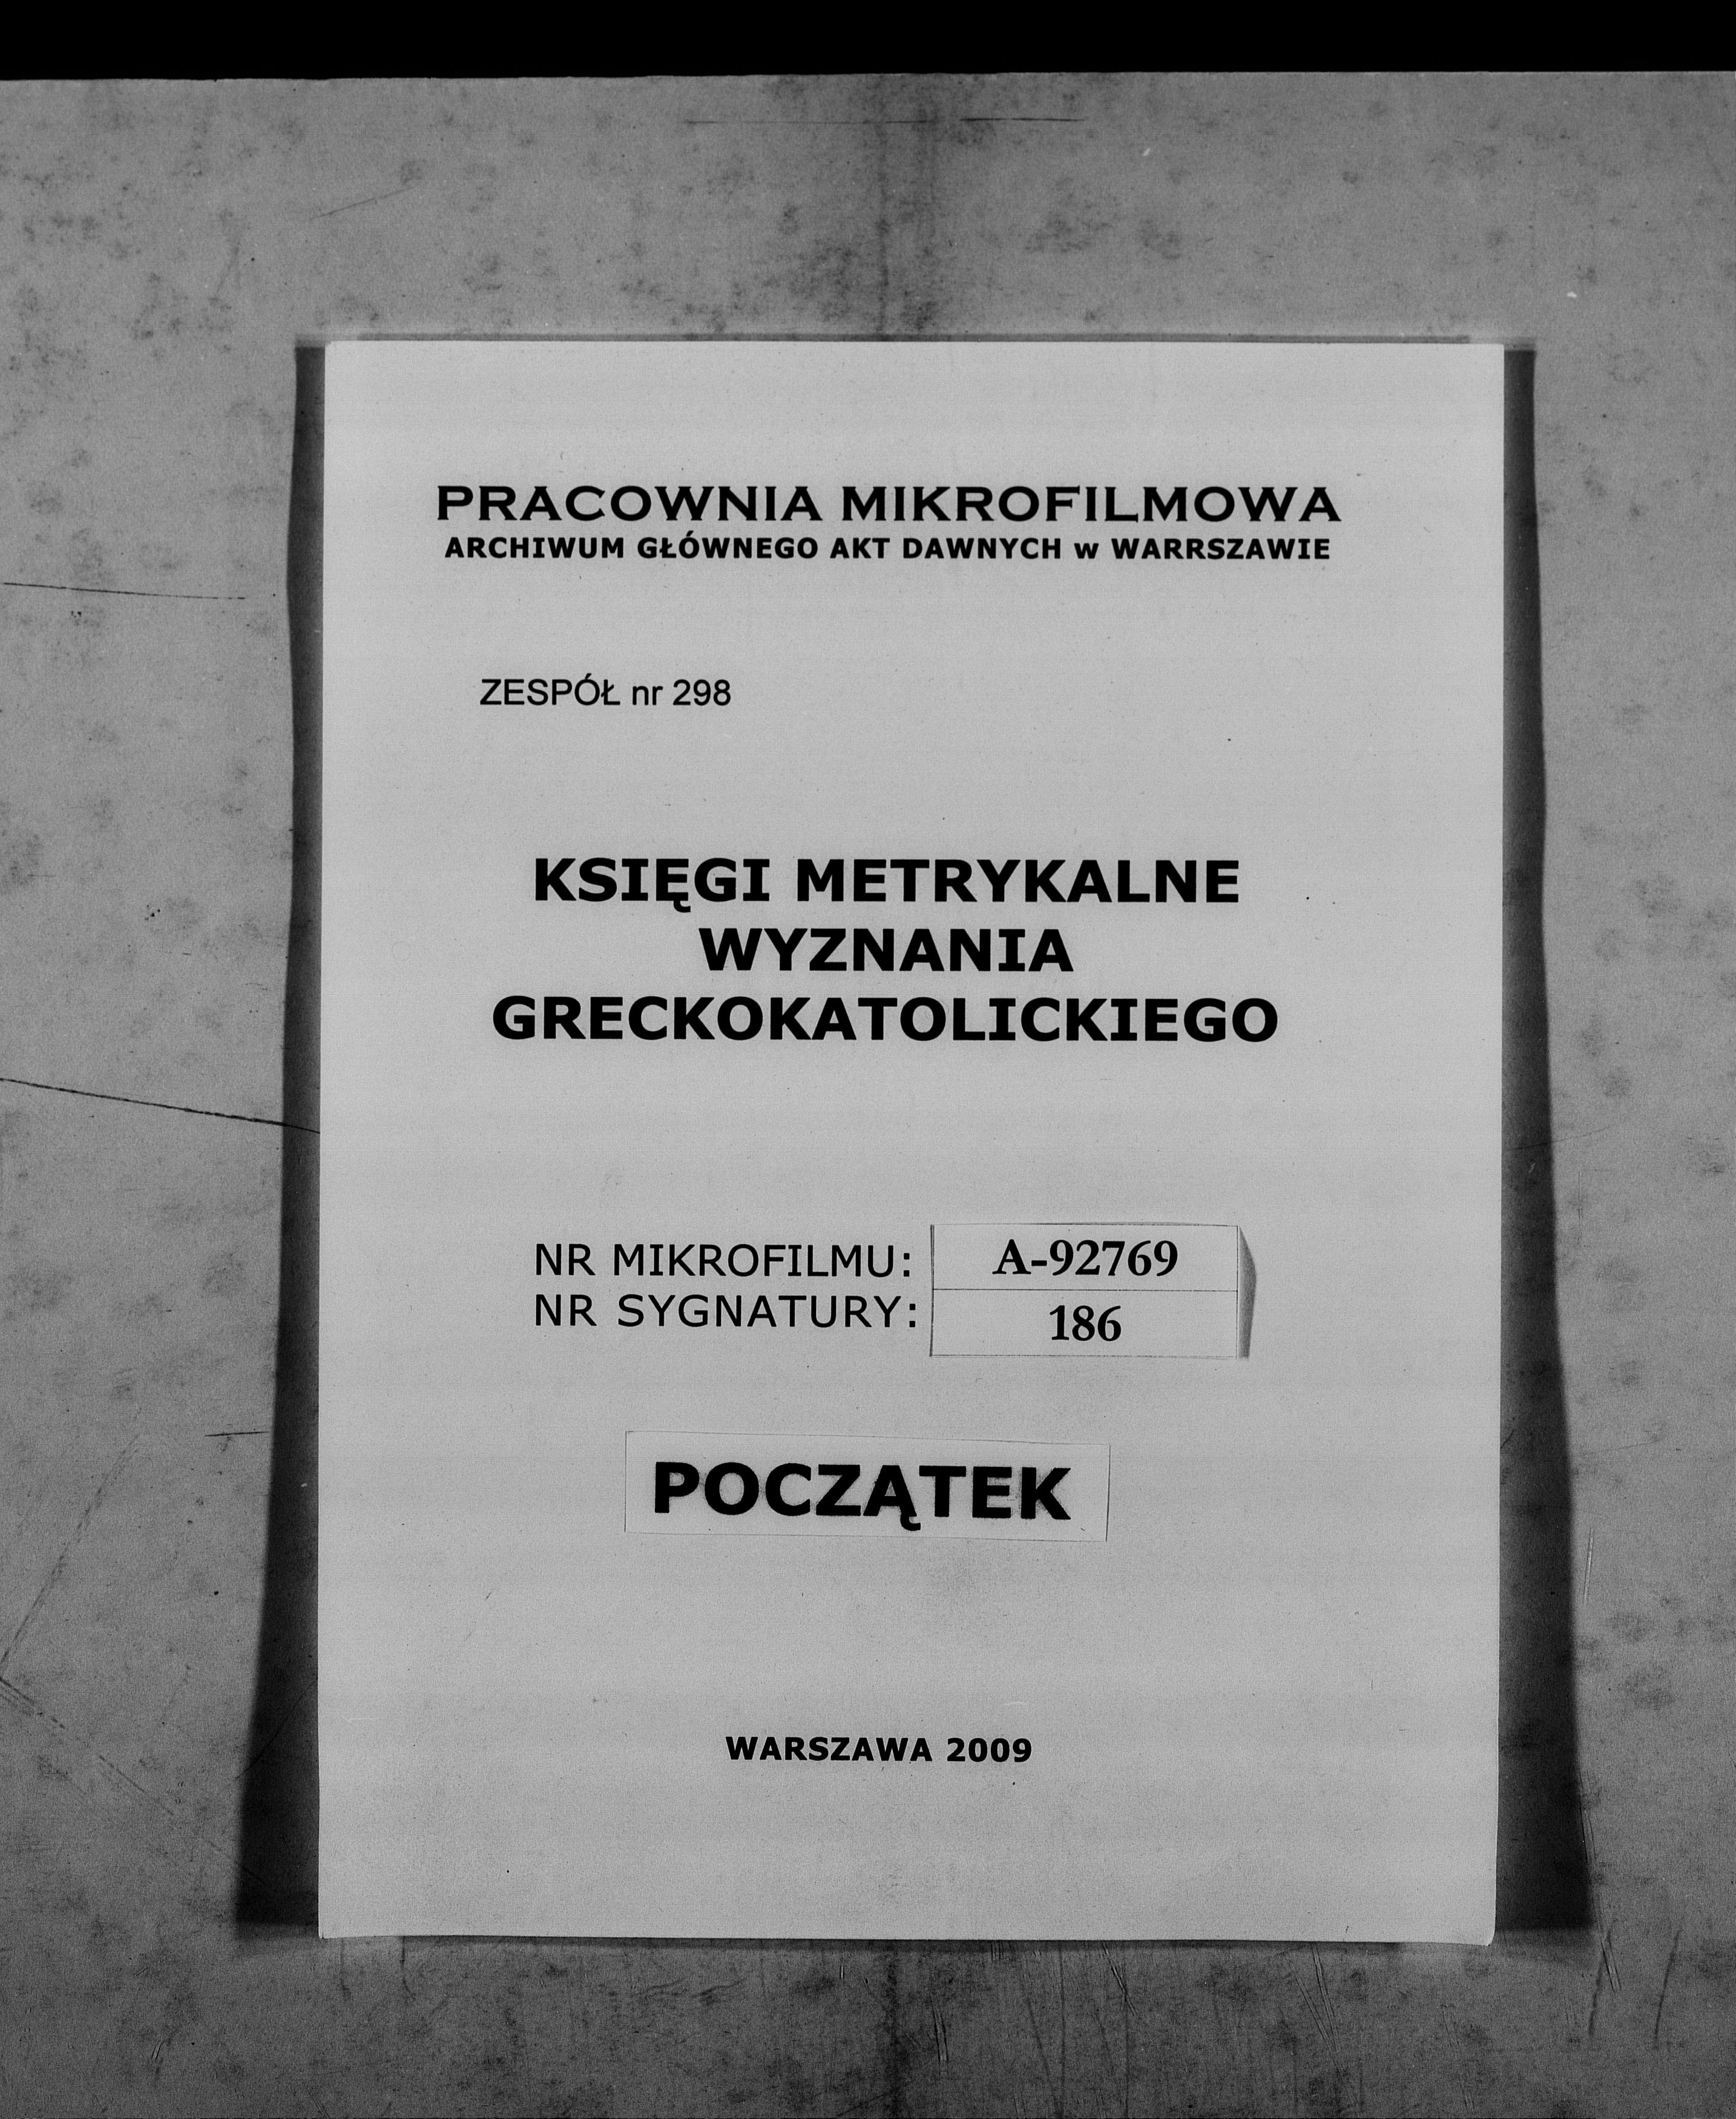 PRACOWNIA MIKROFILMOWA
ARCHIWUM GŁÓWNEGO AKT DAWNYCH w WARRSZAWIE
ZESPÓŁ nr 298
KSIĘGI METRYKALNE
WYZNANIA
GRECKOKATOLICKIEGO
NR MIKROFILMU: A-92769
NR SYGNATURY: 186
POCZĄTEK
WARSZAWA 2009